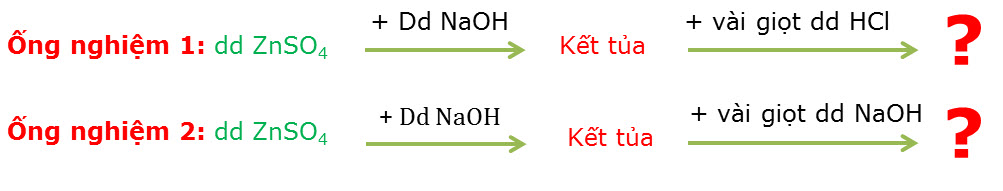 Ống nghiệm 1: dd ZnSO₄ + Dd NaOH Kết tủa + vài giọt dd HCl ?
Ống nghiệm 2: dd ZnSO₄ + Dd NaOH Kết tủa + vài giọt dd NaOH ?